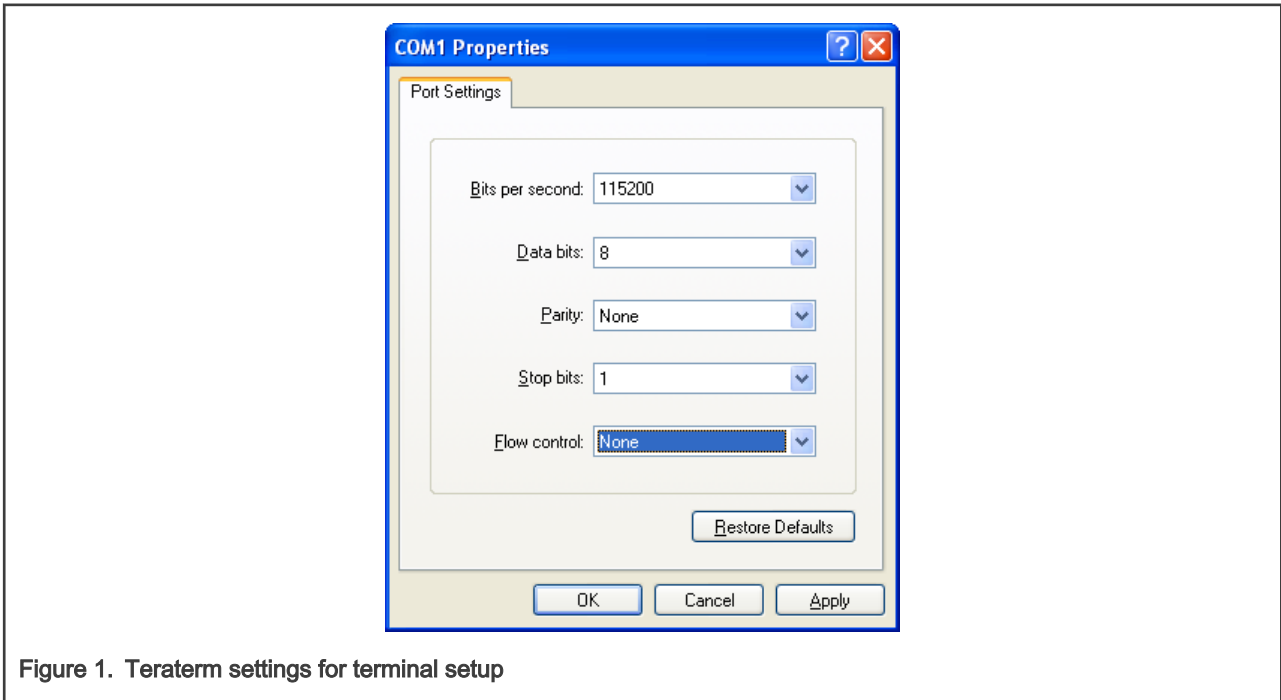 COM1 Properties
Port Settings
Bits per second: 115200
Data bits: 8
Parity: None
Stop bits: 1
Flow control: None
Restore Defaults
OK Cancel Apply
Figure 1. Teraterm settings for terminal setup